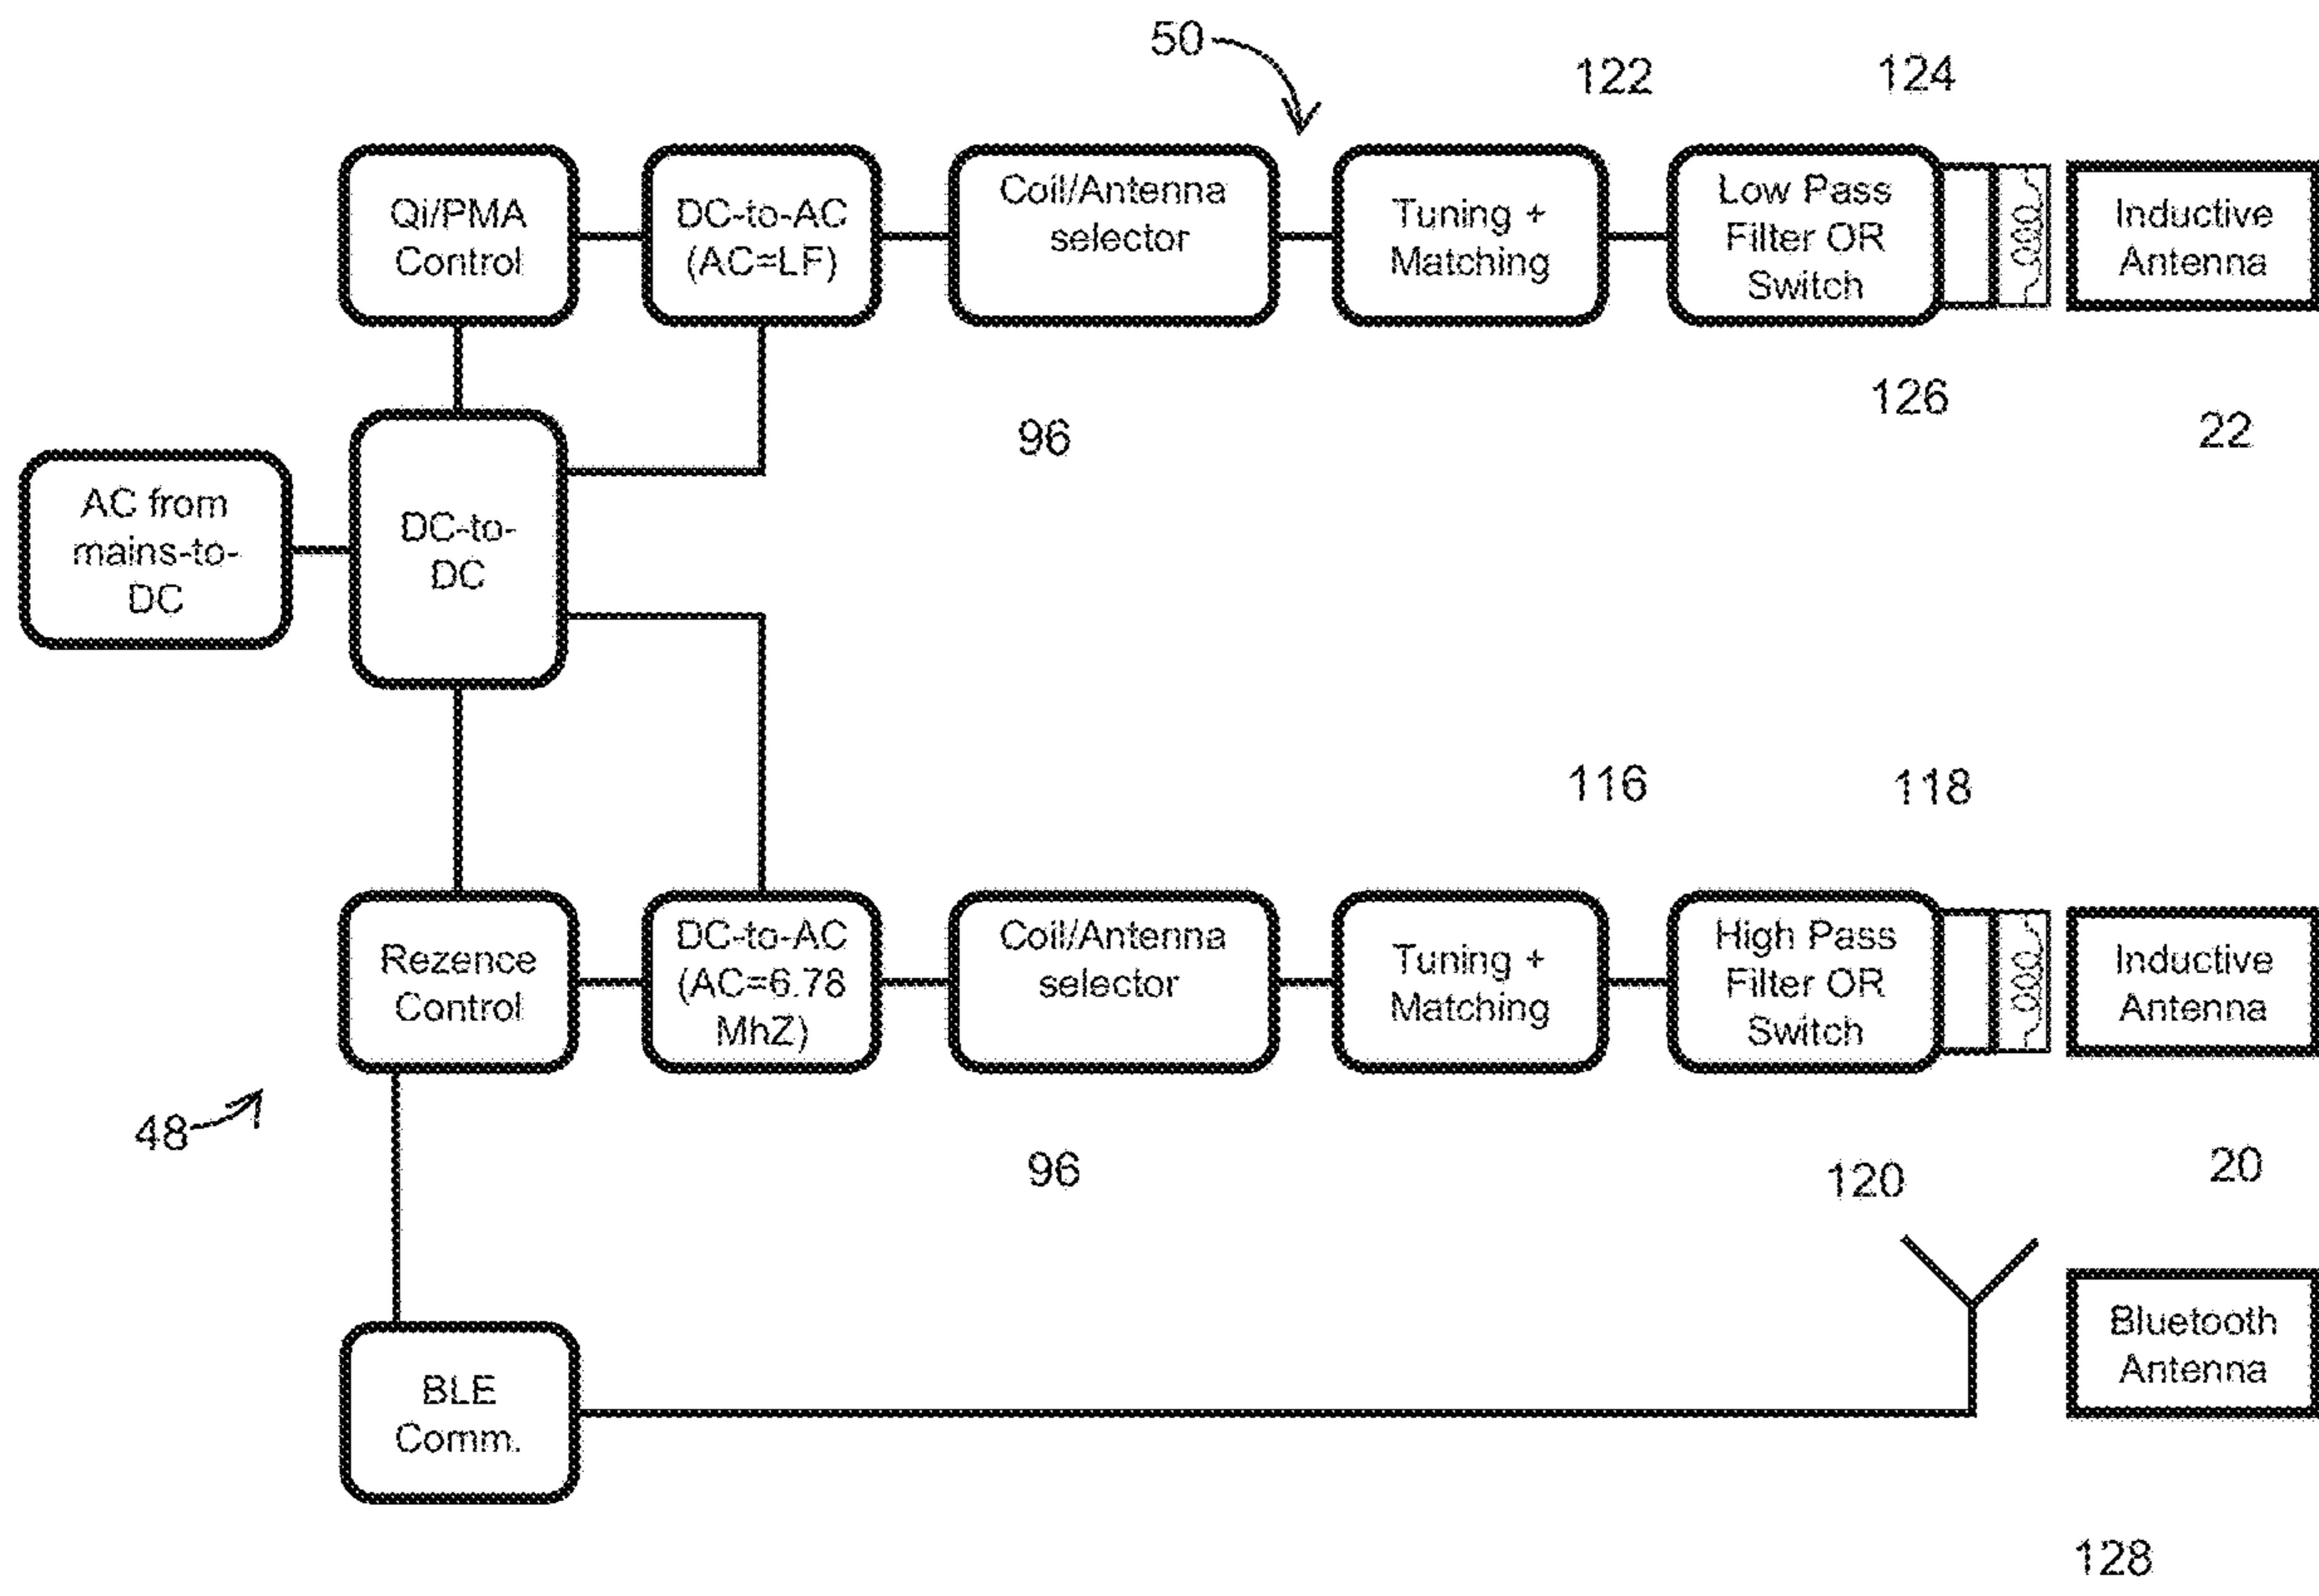 50
122
124
Qi/PMA
Control
DC-to-AC
(AC=LF)
Coil/Antenna
selector
Tuning +
Matching
Low Pass
Filter OR
Switch
Inductive
Antenna
96
126
22
AC from
mains-to-
DC
DC-to-
DC
116
118
Rezence
Control
DC-to-AC
(AC=6.78
MhZ)
Coil/Antenna
selector
Tuning +
Matching
High Pass
Filter OR
Switch
Inductive
Antenna
48
96
120
20
BLE
Comm.
Bluetooth
Antenna
128